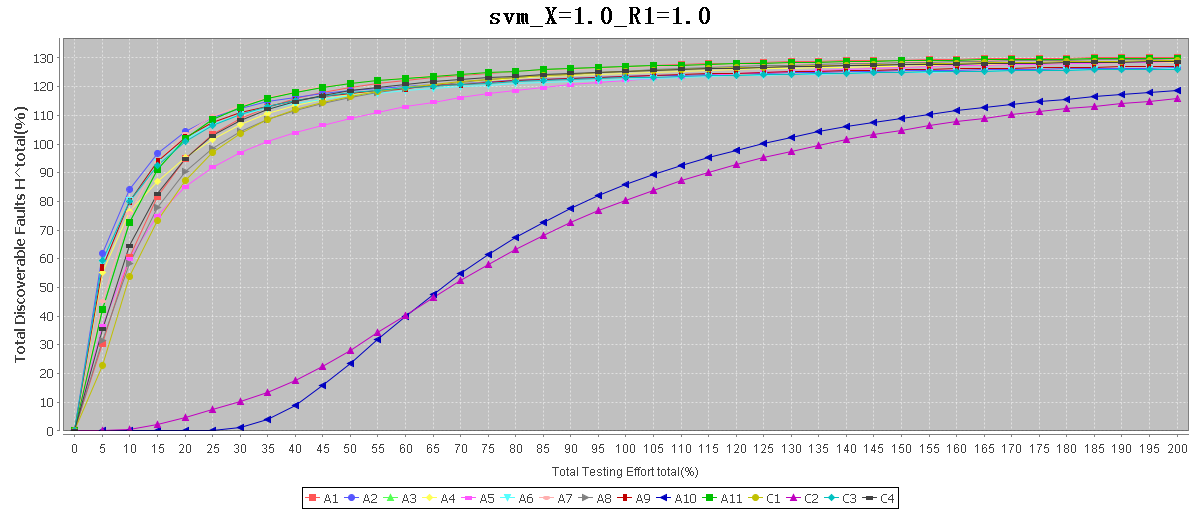 svm_X=1.0_R1=1.0
Total Discoverable Faults H^total(%)
130
120
110
100
90
80
70
60
50
40
30
20
10
0
0 5 10 15 20 25 30 35 40 45 50 55 60 65 70 75 80 85 90 95 100 105 110 115 120 125 130 135 140 145 150 155 160 165 170 175 180 185 190 195 200
Total Testing Effort total(%)
A1 A2 A3 A4 A5 A6 A7 A8 A9 A10 A11 C1 C2 C3 C4